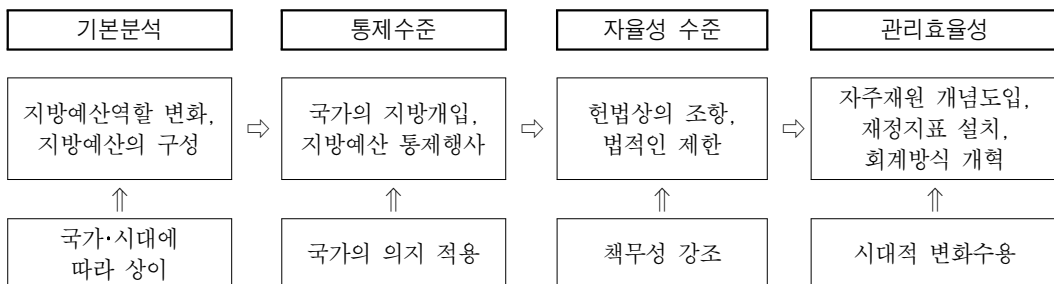 기본분석
통제수준
자율성 수준
관리효율성
지방예산역할 변화,
지방예산의 구성
⇨
국가의 지방개입,
지방예산 통제행사
⇨
헌법상의 조항,
법적인 제한
⇨
자주재원 개념도입,
재정지표 설치,
회계방식 개혁
⇑
⇑
⇑
⇑
국가·시대에
따라 상이
국가의 의지 적용
책무성 강조
시대적 변화수용